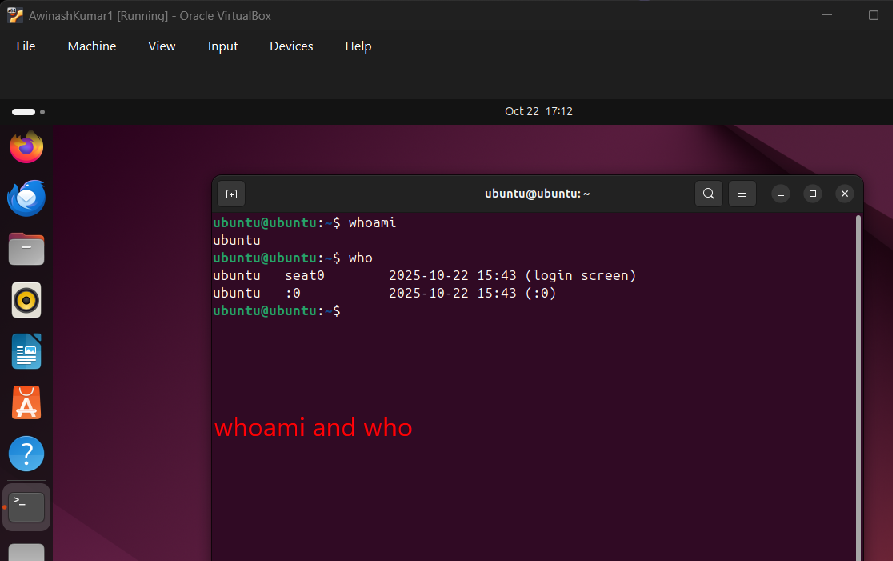 AwinashKumar1 [Running] - Oracle VirtualBox
File Machine View Input Devices Help
Oct 22 17:12
ubuntu@ubuntu: ~
ubuntu@ubuntu:~$ whoami
ubuntu
ubuntu@ubuntu:~$ who
ubuntu   seat0        2025-10-22 15:43 (login screen)
ubuntu   :0           2025-10-22 15:43 (:0)
ubuntu@ubuntu:~$
whoami and who